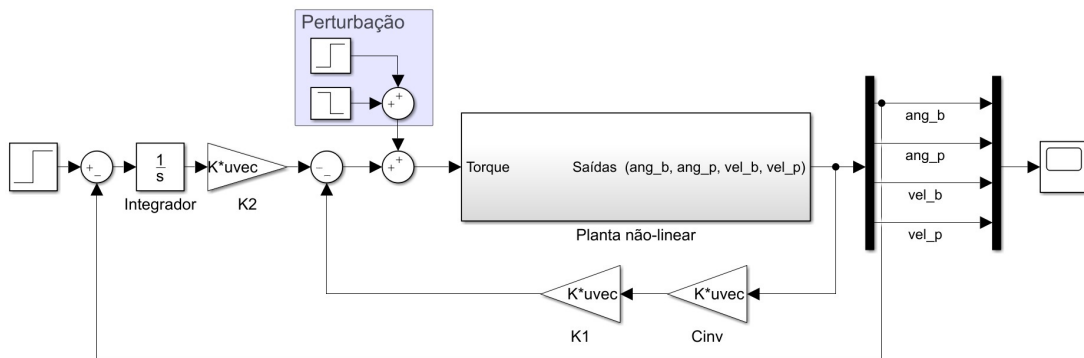 Perturbação
+
+
+
-
1
s
Integrador
K*uvec
K2
-
-
+
+
Torque
Saídas (ang_b, ang_p, vel_b, vel_p)
Planta não-linear
ang_b
ang_p
vel_b
vel_p
K*uvec
K1
K*uvec
Cinv